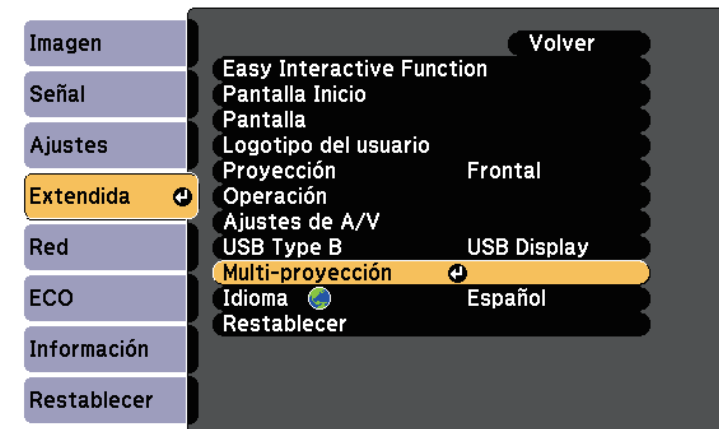 Imagen
Señal
Ajustes
Extendida
Red
ECO
Información
Restablecer
Volver
Easy Interactive Function
Pantalla Inicio
Pantalla
Logotipo del usuario
Proyección Frontal
Operación
Ajustes de A/V
USB Type B USB Display
Multi-proyección
Idioma Español
Restablecer